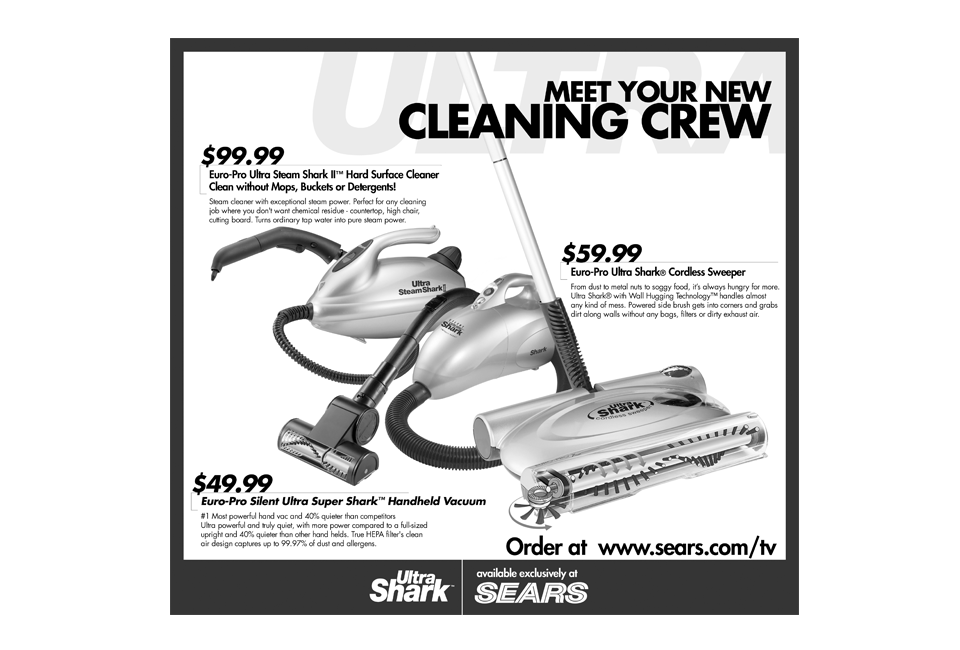 ULTRA
MEET YOUR NEW
CLEANING CREW
$99.99
Euro-Pro Ultra Steam Shark II™ Hard Surface Cleaner
Clean without Mops, Buckets or Detergents!
Steam cleaner with exceptional steam power. Perfect for any cleaning
job where you don't want chemical residue - countertop, high chair,
cutting board. Turns ordinary tap water into pure steam power.
$59.99
Euro-Pro Ultra Shark® Cordless Sweeper
From dust to metal nuts to soggy food, it's always hungry for more.
Ultra Shark® with Wall Hugging Technology™ handles almost
any kind of mess. Powered side brush gets into corners and grabs
dirt along walls without any bags, filters or dirty exhaust air.
Ultra
SteamShark II
Shark
Shark
Ultra
Shark
cordless sweeper
$49.99
Euro-Pro Silent Ultra Super Shark™ Handheld Vacuum
#1 Most powerful hand vac and 40% quieter than competitors
Ultra powerful and truly quiet, with more power compared to a full-sized
upright and 40% quieter than other hand helds. True HEPA filter's clean
air design captures up to 99.97% of dust and allergens.
Order at www.sears.com/tv
Ultra
Shark™
available exclusively at
SEARS